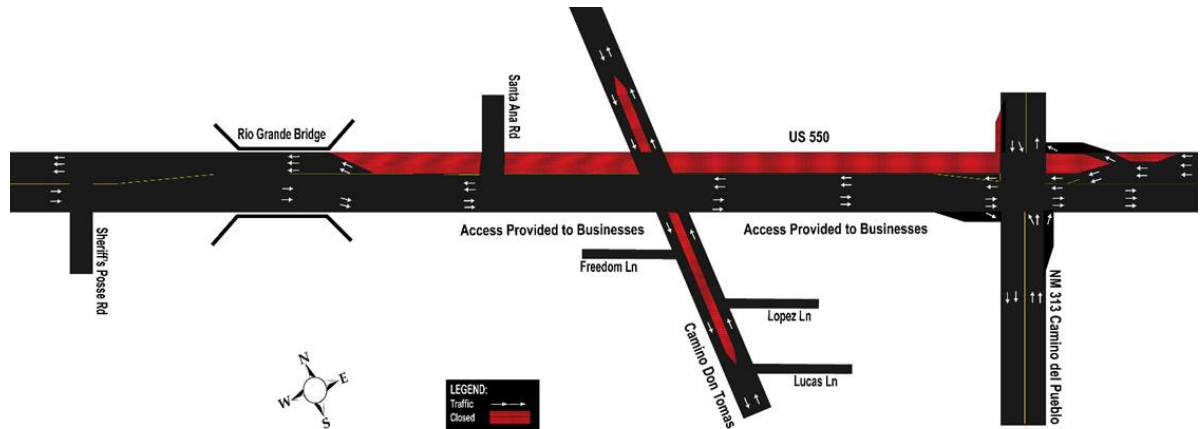 Rio Grande Bridge
Santa Ana Rd
US 550
Sheriff's Posse Rd
Access Provided to Businesses
Access Provided to Businesses
Freedom Ln
Lopez Ln
Lucas Ln
Camino Don Tomas
NM 313 Camino del Pueblo
N
E
W
S
LEGEND:
Traffic
Closed